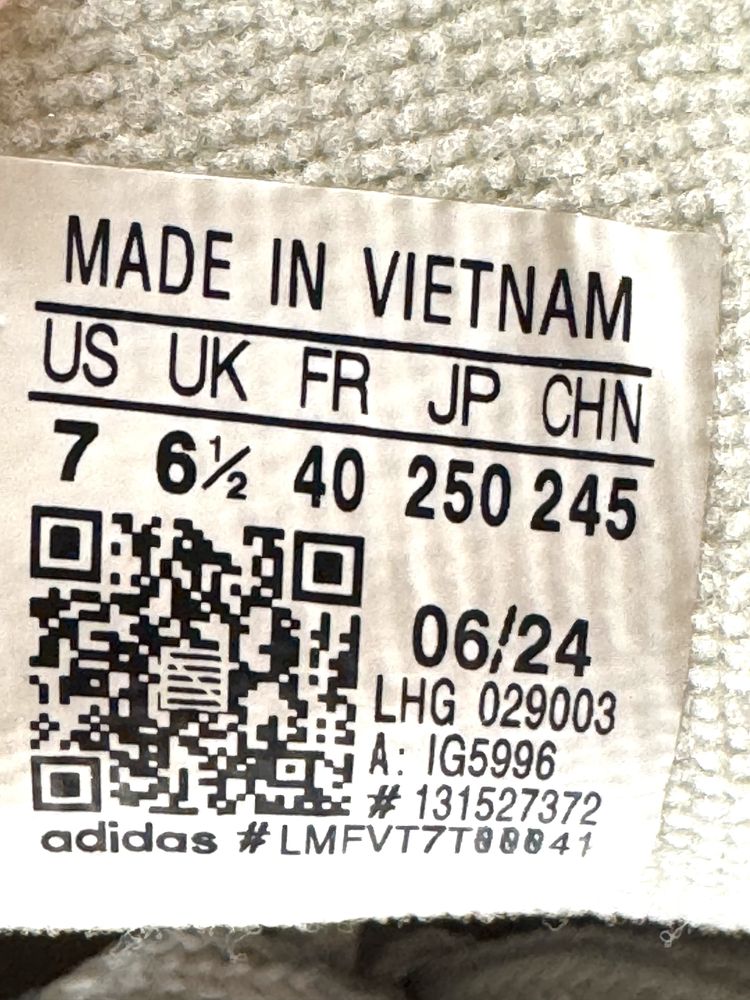 MADE IN VIETNAM
US UK FR JP CHN
7 6½ 40 250 245
06/24
LHG 029003
A: IG5996
# 131527372
adidas #LMFVT7T00041